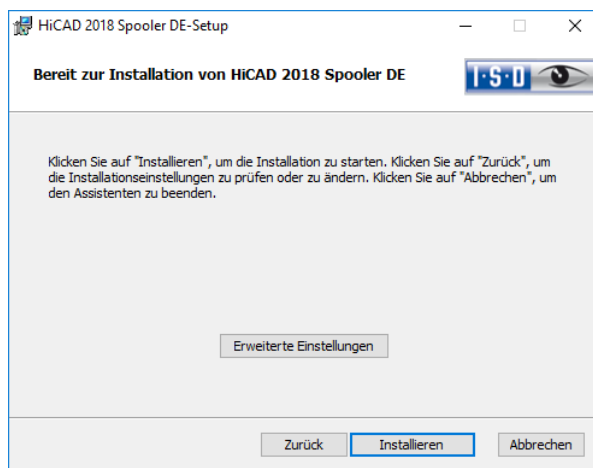 HiCAD 2018 Spooler DE-Setup
Bereit zur Installation von HiCAD 2018 Spooler DE
I·S·D
Klicken Sie auf "Installieren", um die Installation zu starten. Klicken Sie auf "Zurück", um
die Installationseinstellungen zu prüfen oder zu ändern. Klicken Sie auf "Abbrechen", um
den Assistenten zu beenden.
Erweiterte Einstellungen
Zurück Installieren Abbrechen